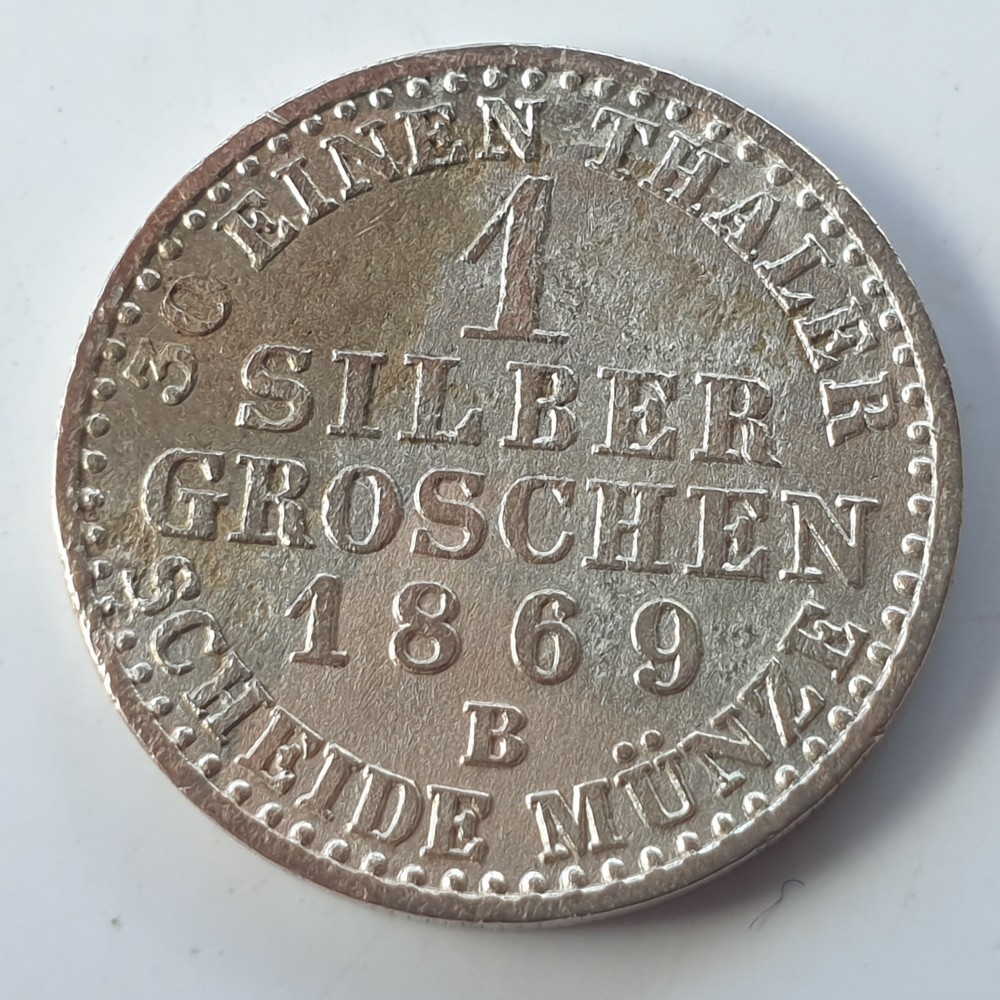 30 EINEN THALER
1
SILBER
GROSCHEN
1869
B
SCHEIDE MÜNZE